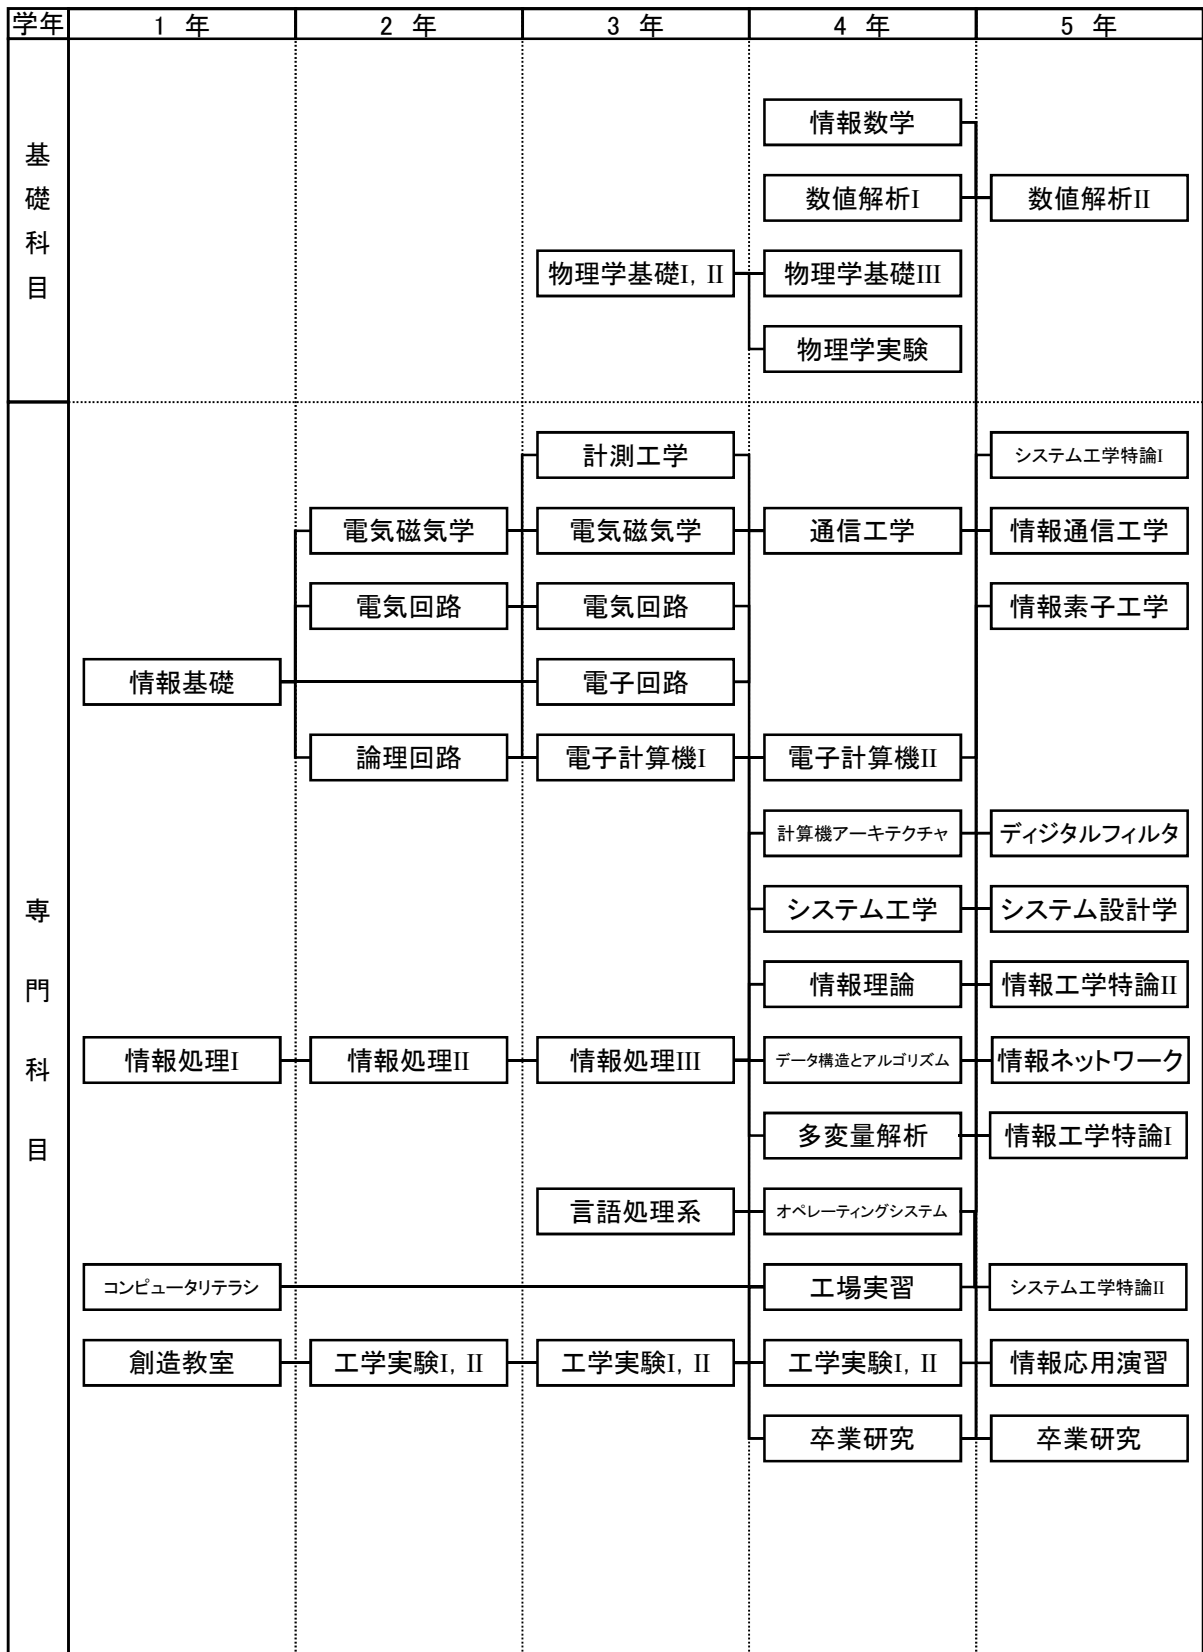 学年 1 年 2 年 3 年 4 年 5 年
基礎科目
情報数学
数値解析I 数値解析II
物理学基礎I, II 物理学基礎III
物理学実験
専門科目
計測工学 システム工学特論I
電気磁気学 電気磁気学 通信工学 情報通信工学
電気回路 電気回路 情報素子工学
情報基礎 電子回路
論理回路 電子計算機I 電子計算機II
計算機アーキテクチャ ディジタルフィルタ
システム工学 システム設計学
情報理論 情報工学特論II
情報処理I 情報処理II 情報処理III データ構造とアルゴリズム 情報ネットワーク
多変量解析 情報工学特論I
言語処理系 オペレーティングシステム
コンピュータリテラシ 工場実習 システム工学特論II
創造教室 工学実験I, II 工学実験I, II 工学実験I, II 情報応用演習
卒業研究 卒業研究